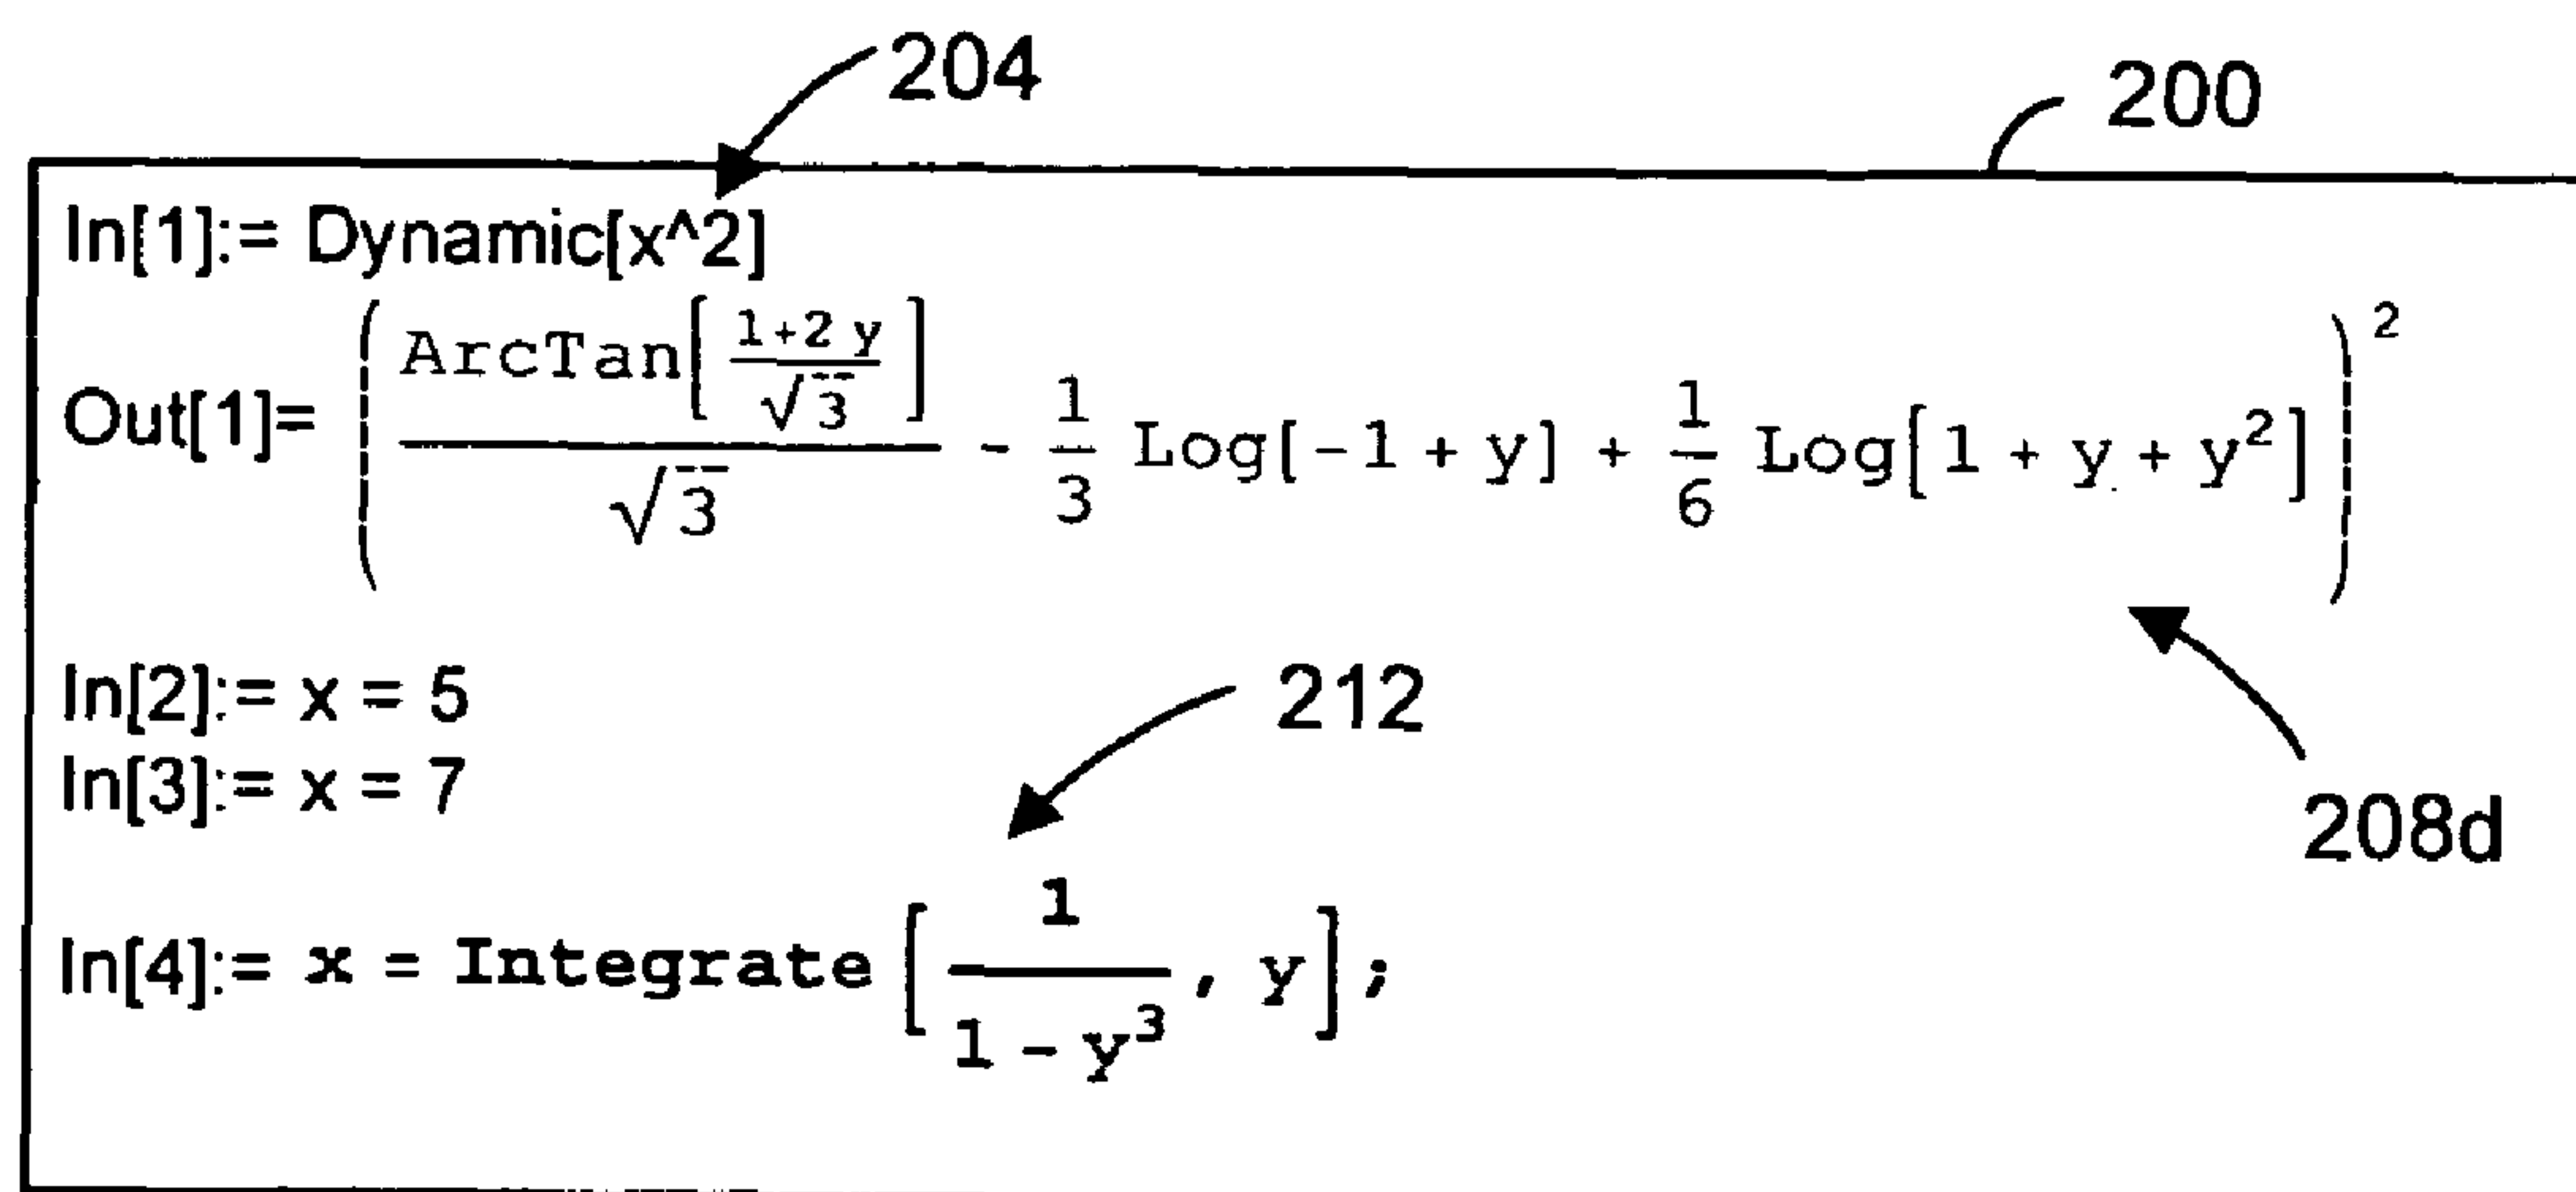 204
200
In[1]:= Dynamic[x^2]
Out[1]= ( ArcTan[ (1+2 y)/√3 ] / √3 - 1/3 Log[-1 + y] + 1/6 Log[1 + y + y²] )²
In[2]:= x = 5
212
In[3]:= x = 7
208d
In[4]:= x = Integrate [ 1/(1 - y³), y ];